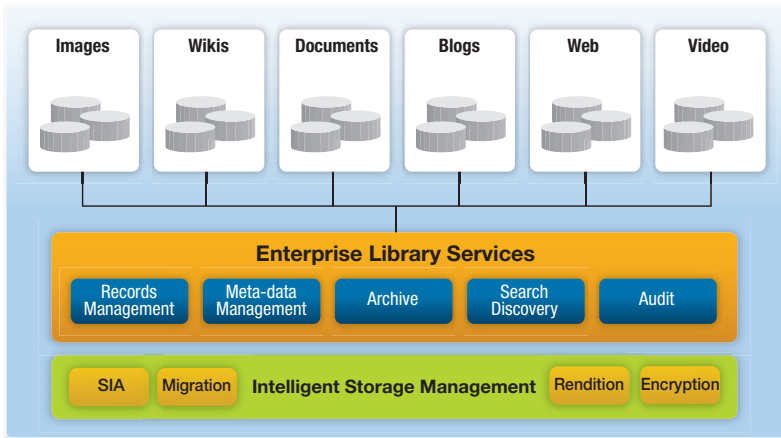 Images
Wikis
Documents
Blogs
Web
Video
Enterprise Library Services
Records
Management
Meta-data
Management
Archive
Search
Discovery
Audit
SIA
Migration
Intelligent Storage Management
Rendition
Encryption